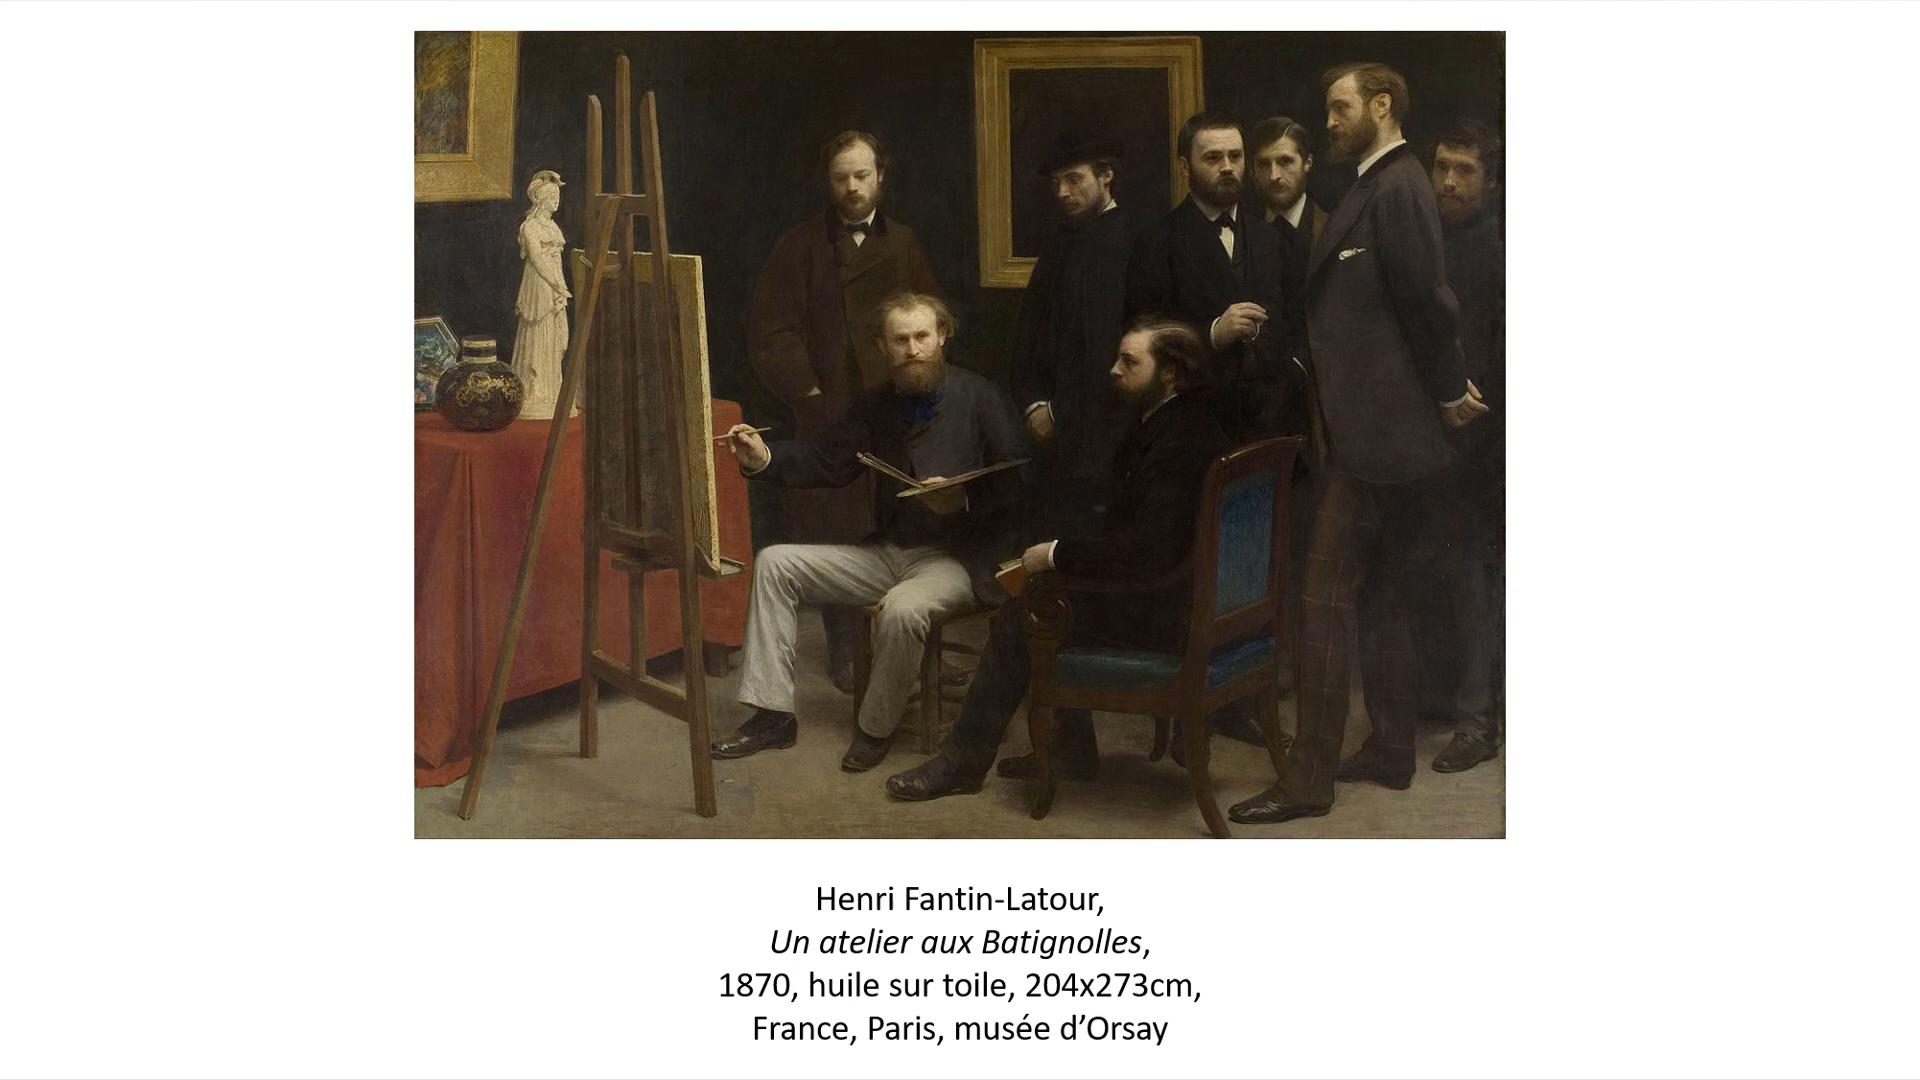 Henri Fantin-Latour,
Un atelier aux Batignolles,
1870, huile sur toile, 204x273cm,
France, Paris, musée d’Orsay